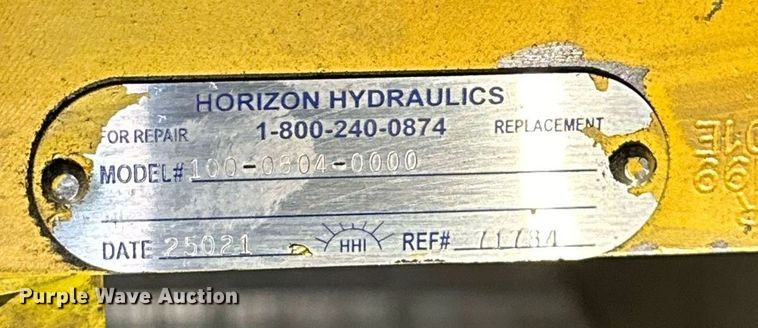 HORIZON HYDRAULICS
FOR REPAIR 1-800-240-0874 REPLACEMENT
MODEL# 100-0804-0000
DATE 25021 HHI REF# 71734
Purple Wave Auction